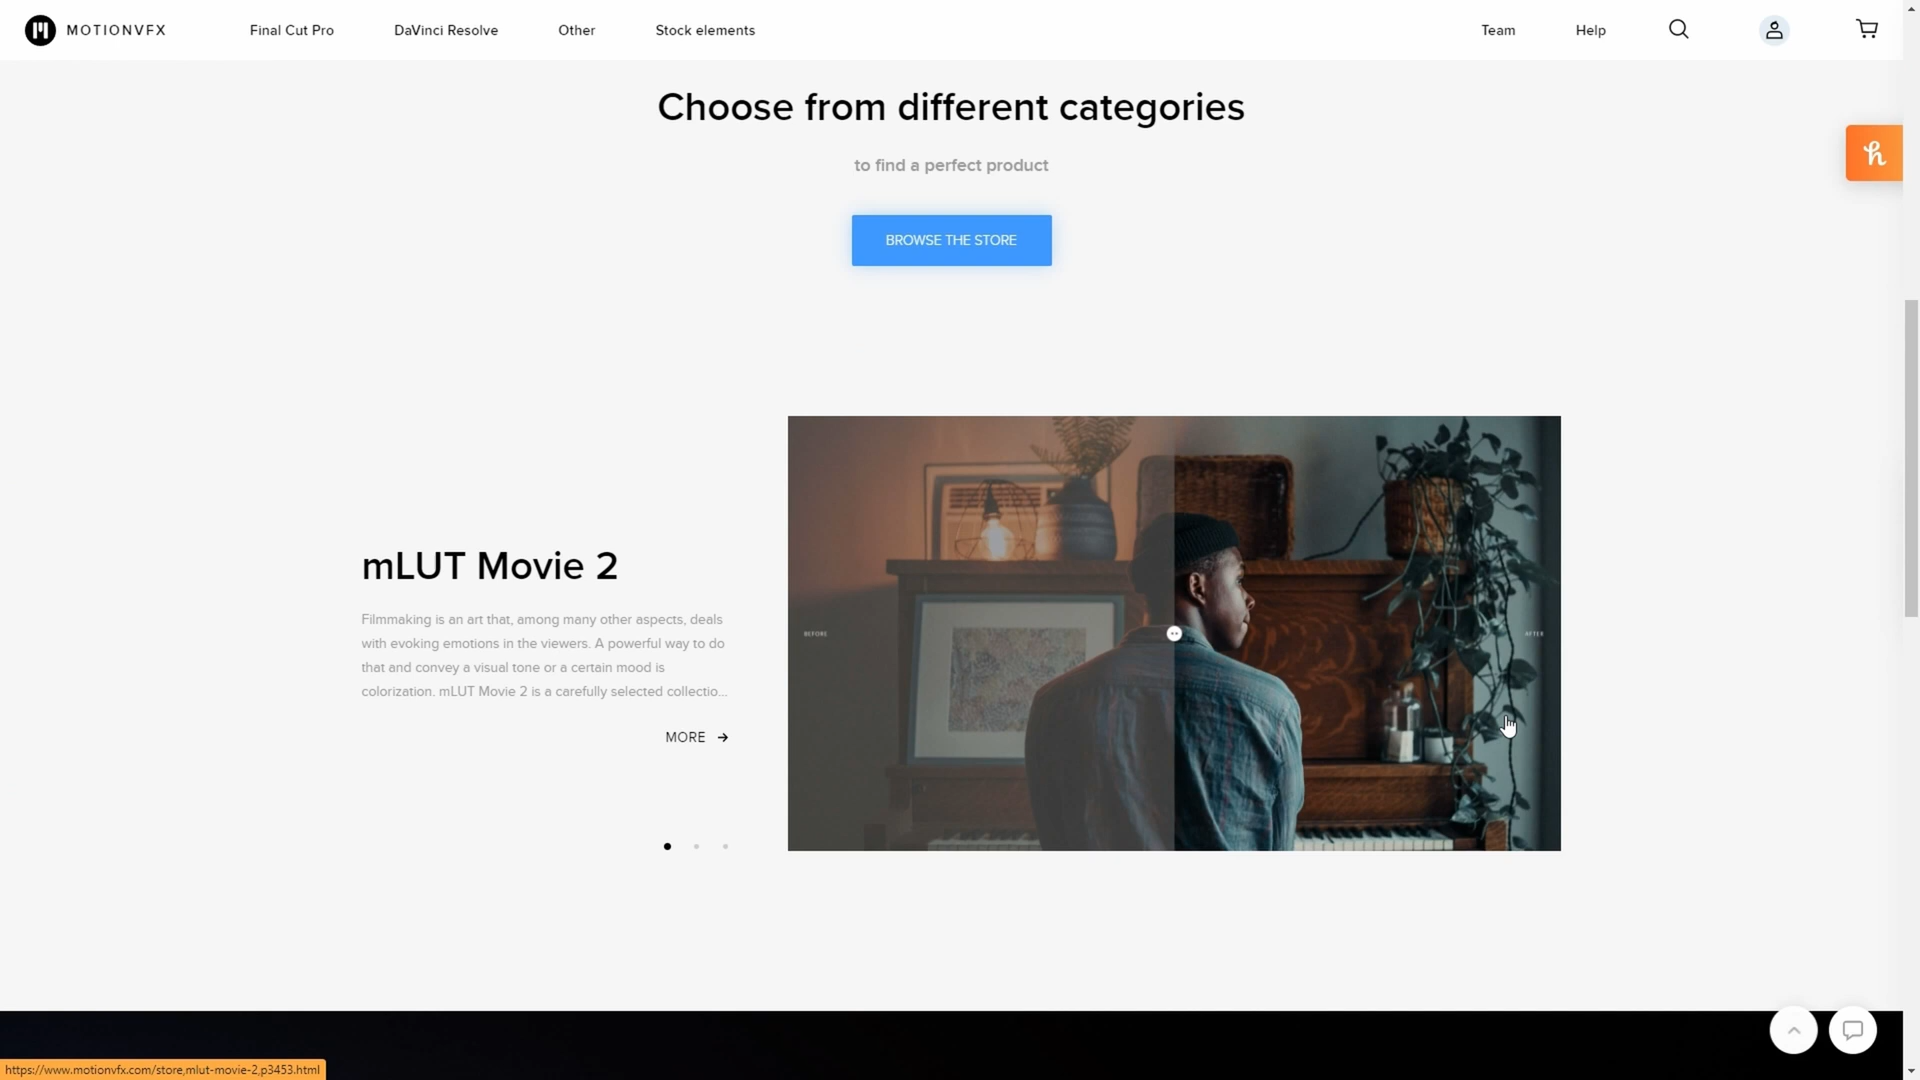 MOTIONVFX
Final Cut Pro
DaVinci Resolve
Other
Stock elements
Team
Help
Choose from different categories
to find a perfect product
BROWSE THE STORE
mLUT Movie 2
Filmmaking is an art that, among many other aspects, deals
with evoking emotions in the viewers. A powerful way to do
that and convey a visual tone or a certain mood is
colorization. mLUT Movie 2 is a carefully selected collectio...
MORE
BEFORE
AFTER
https://www.motionvfx.com/store,mlut-movie-2,p3453.html